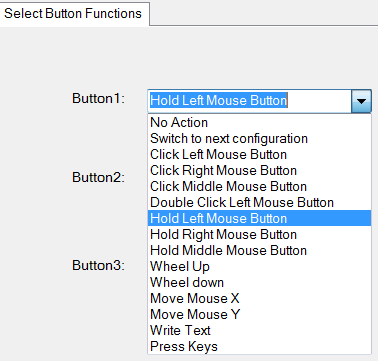 Select Button Functions
Button1:
Hold Left Mouse Button
No Action
Switch to next configuration
Click Left Mouse Button
Click Right Mouse Button
Click Middle Mouse Button
Button2:
Double Click Left Mouse Button
Hold Left Mouse Button
Hold Right Mouse Button
Hold Middle Mouse Button
Button3:
Wheel Up
Wheel down
Move Mouse X
Move Mouse Y
Write Text
Press Keys